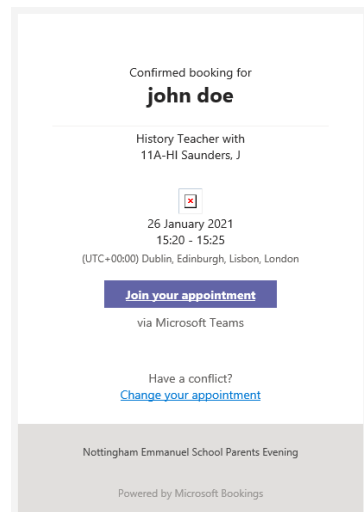 Confirmed booking for
john doe
History Teacher with
11A-HI Saunders, J
26 January 2021
15:20 - 15:25
(UTC+00:00) Dublin, Edinburgh, Lisbon, London
Join your appointment
via Microsoft Teams
Have a conflict?
Change your appointment
Nottingham Emmanuel School Parents Evening
Powered by Microsoft Bookings